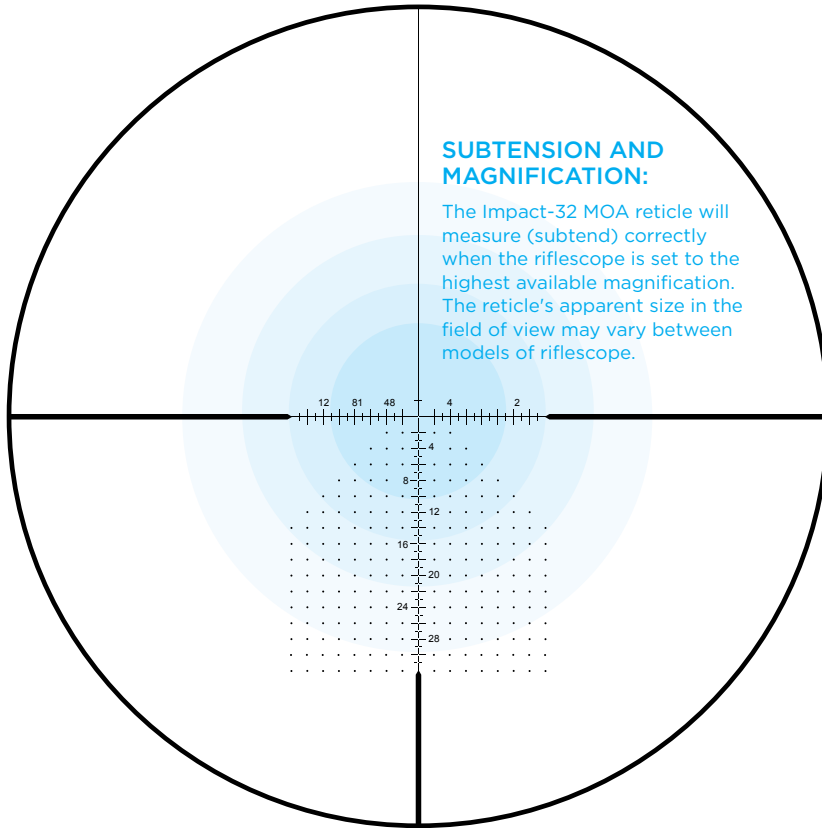 SUBTENSION AND
MAGNIFICATION:
The Impact-32 MOA reticle will
measure (subtend) correctly
when the riflescope is set to the
highest available magnification.
The reticle's apparent size in the
field of view may vary between
models of riflescope.
12 81 48 4 2
4
8
12
16
20
24
28